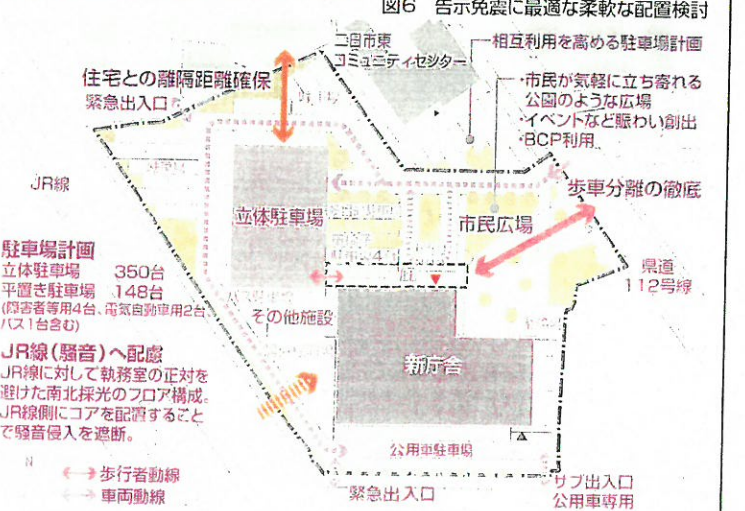 図6 告示免震に最適な柔軟な配置検討
二日市東
コミュニティセンター
相互利用を高める駐車場計画
住宅との離隔距離確保
緊急出入口
・市民が気軽に立ち寄れる
公園のような広場
・イベントなど賑わい創出
・BCP利用
JR線
歩車分離の徹底
立体駐車場
市民広場
駐車場計画
立体駐車場 350台
平置き駐車場 148台
(障害者等用4台、電気自動車用2台
バス1台含む)
県道
112号線
その他施設
新庁舎
JR線(騒音)へ配慮
JR線に対して執務室の正対を
避けた南北採光のフロア構成。
JR線側にコアを配置すること
で騒音侵入を遮断。
公用車駐車場
N
歩行者動線
車両動線
緊急出入口
サブ出入口
公用車専用